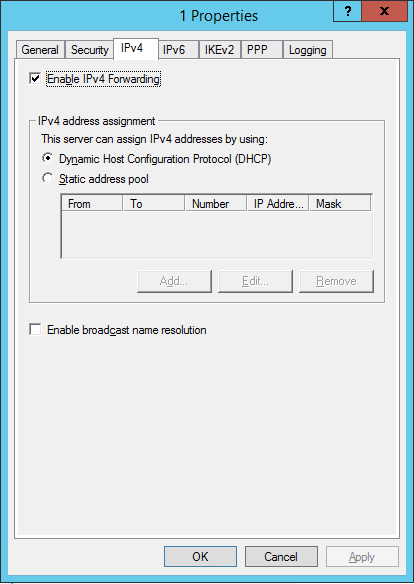 1 Properties
? x
General Security IPv4 IPv6 IKEv2 PPP Logging
Enable IPv4 Forwarding
IPv4 address assignment
This server can assign IPv4 addresses by using:
Dynamic Host Configuration Protocol (DHCP)
Static address pool
From To Number IP Addre... Mask
Add... Edit... Remove
Enable broadcast name resolution
OK Cancel Apply